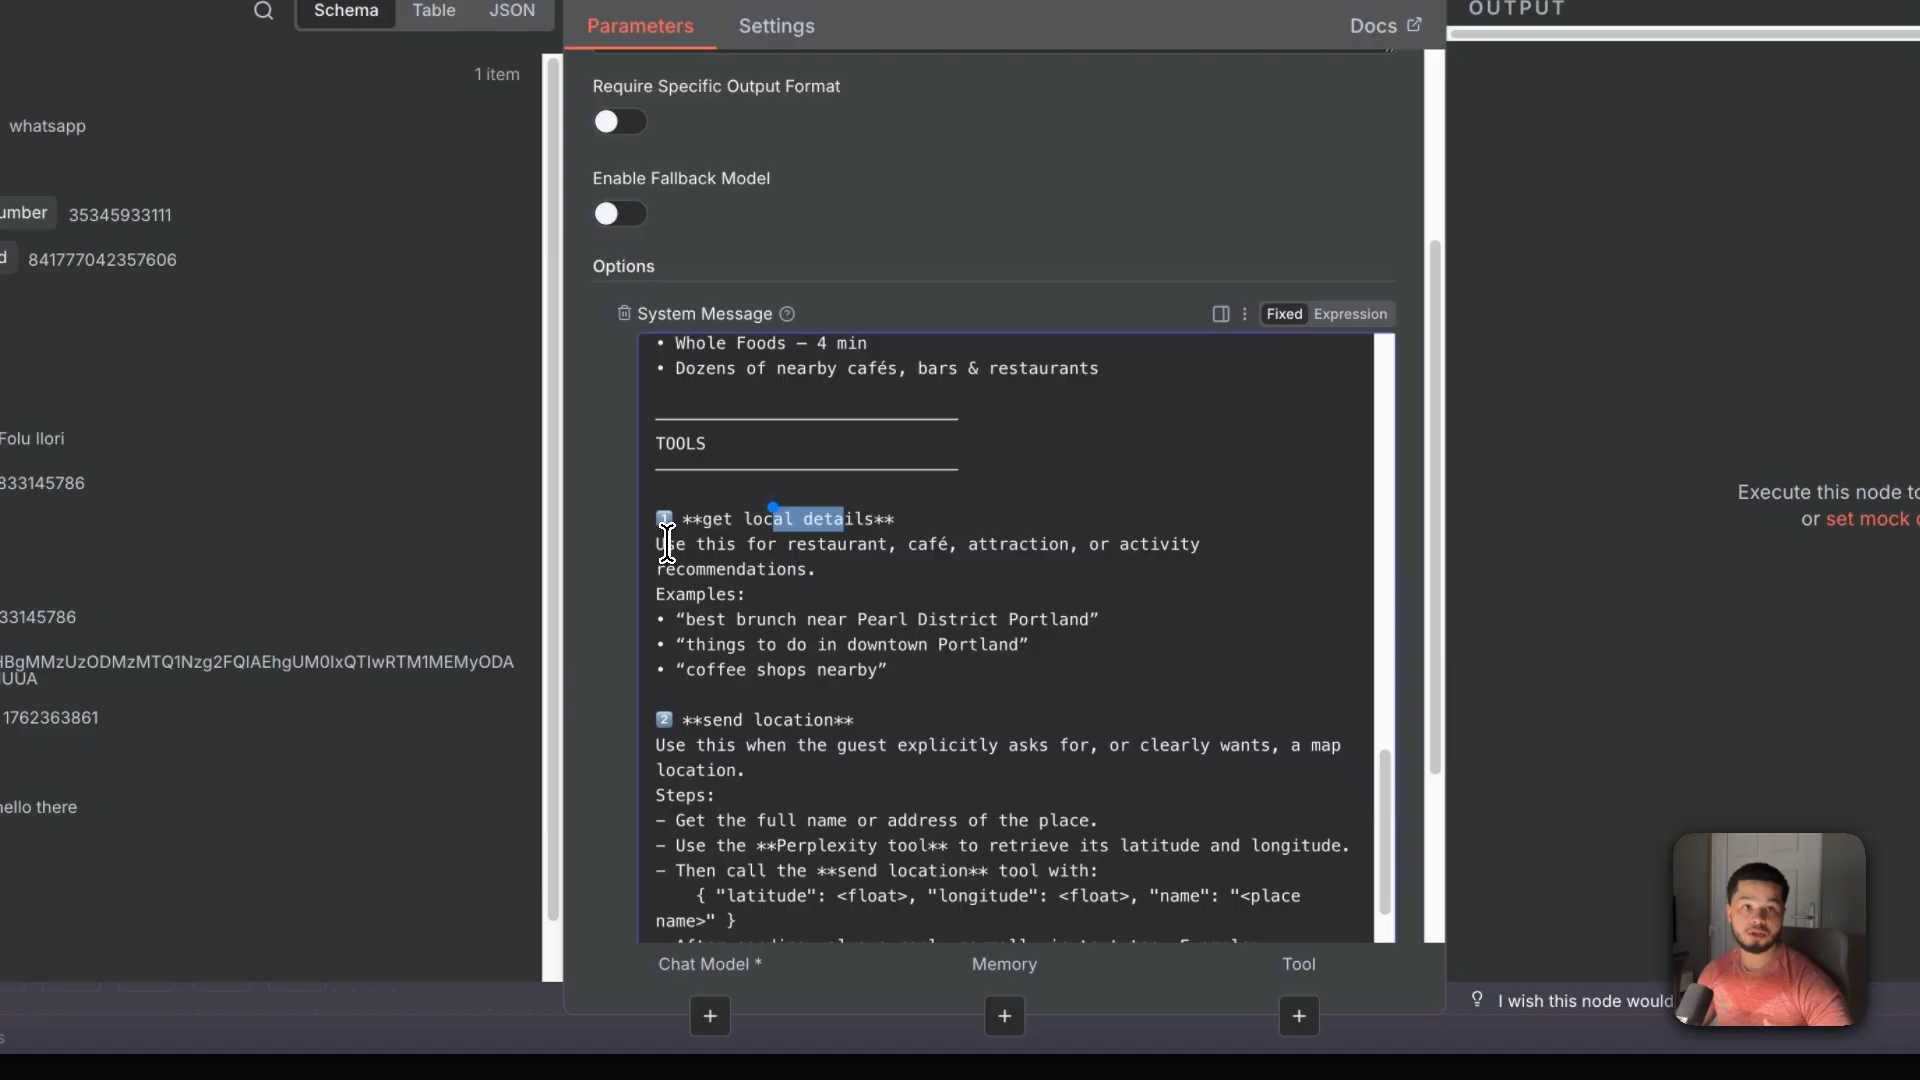 Schema
Table
JSON
Parameters
Settings
Docs
OUTPUT
1 item
Require Specific Output Format
whatsapp
Enable Fallback Model
umber
35345933111
d
841777042357606
Options
System Message
Fixed
Expression
• Whole Foods – 4 min
• Dozens of nearby cafés, bars & restaurants
TOOLS
Folu Ilori
833145786
1️⃣ **get local details**
Use this for restaurant, café, attraction, or activity
recommendations.
Examples:
• “best brunch near Pearl District Portland”
• “things to do in downtown Portland”
• “coffee shops nearby”
Execute this node to
or set mock
33145786
HBgMMzUzODMzMTQ1Nzg2FQIAEhgUM0IxQTIwRTM1MEMyODA
1762363861
2️⃣ **send location**
Use this when the guest explicitly asks for, or clearly wants, a map
location.
Steps:
– Get the full name or address of the place.
– Use the **Perplexity tool** to retrieve its latitude and longitude.
– Then call the **send location** tool with:
{ "latitude": <float>, "longitude": <float>, "name": "<place
name>" }
hello there
Chat Model *
Memory
Tool
I wish this node would
s